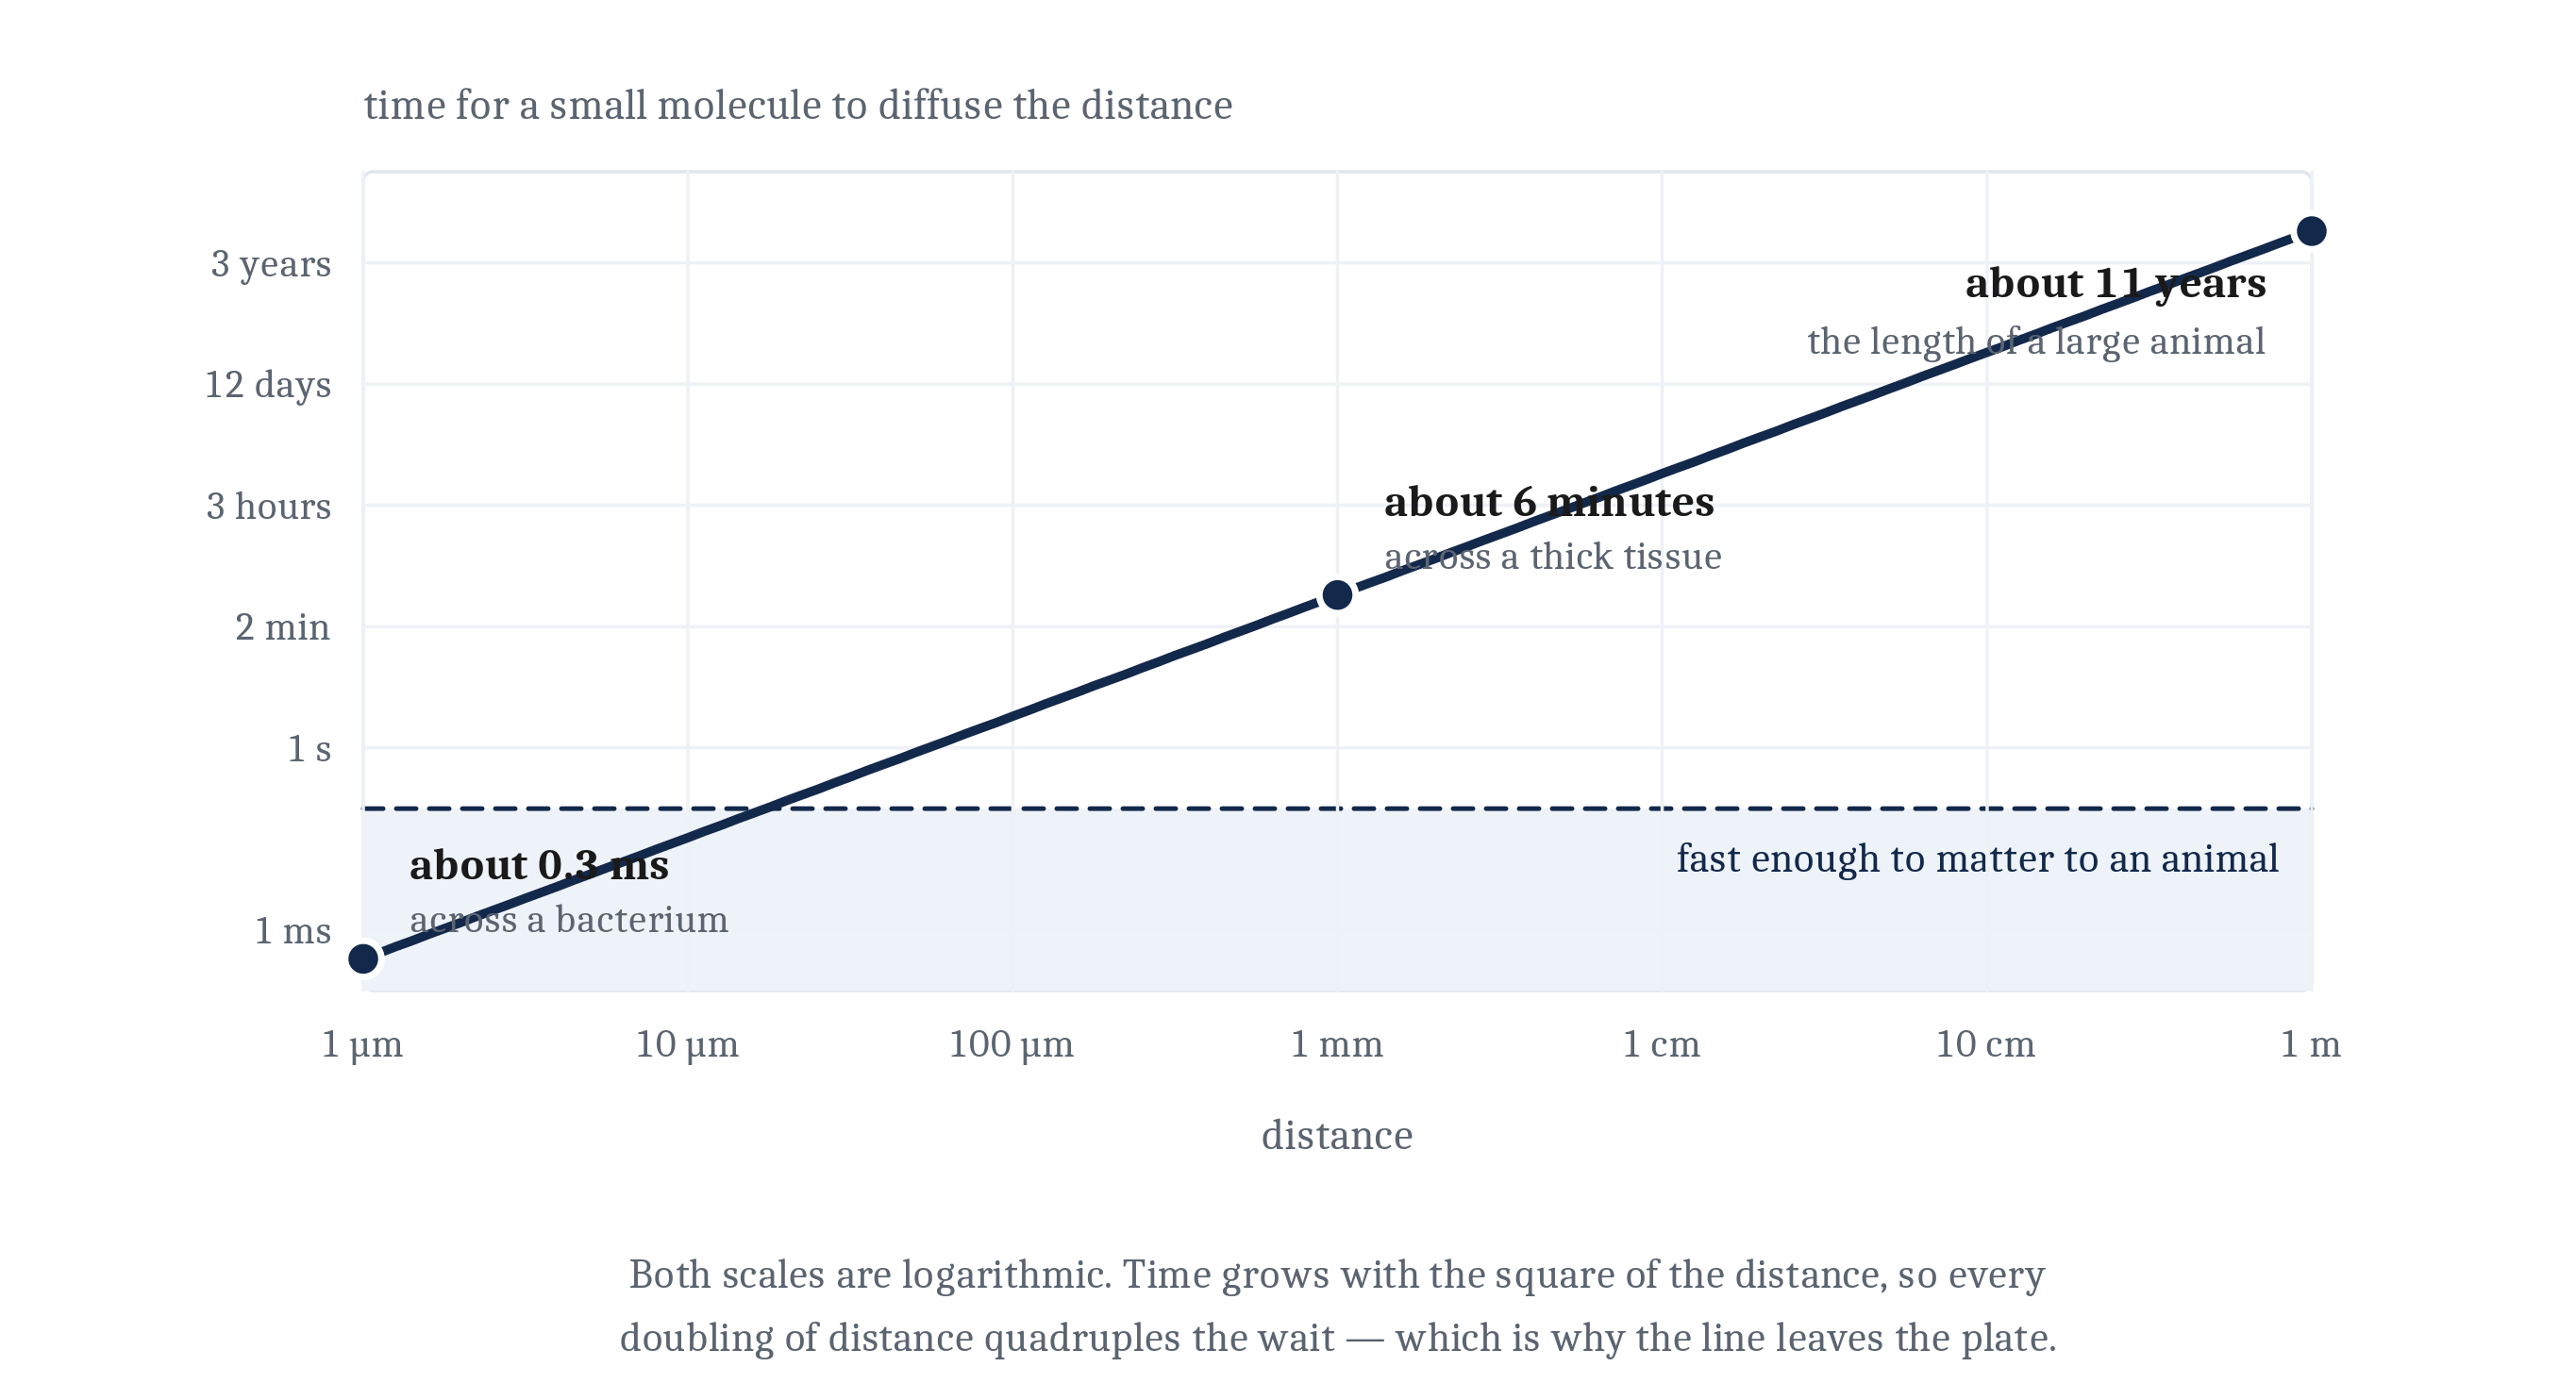 time for a small molecule to diffuse the distance
3 years
about 11 years
the length of a large animal
12 days
3 hours
about 6 minutes
across a thick tissue
2 min
1 s
fast enough to matter to an animal
about 0.3 ms
across a bacterium
1 ms
1 µm
10 µm
100 µm
1 mm
1 cm
10 cm
1 m
distance
Both scales are logarithmic. Time grows with the square of the distance, so every
doubling of distance quadruples the wait — which is why the line leaves the plate.